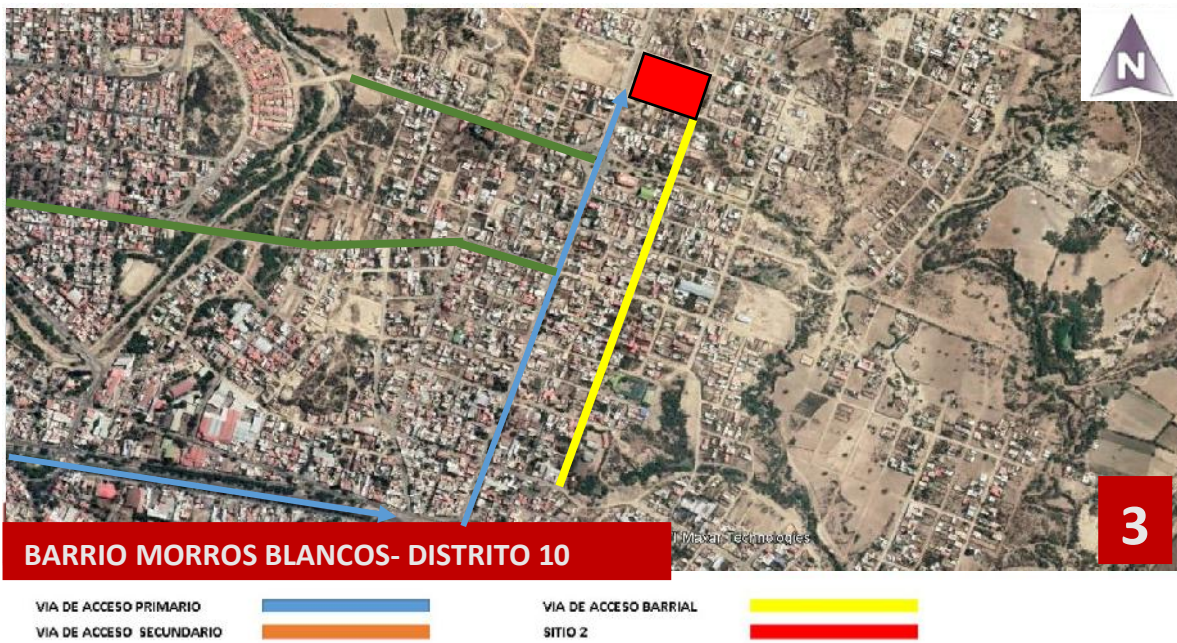 N
3
Maxar Technologies
BARRIO MORROS BLANCOS- DISTRITO 10
VIA DE ACCESO PRIMARIO
VIA DE ACCESO BARRIAL
VIA DE ACCESO SECUNDARIO
SITIO 2